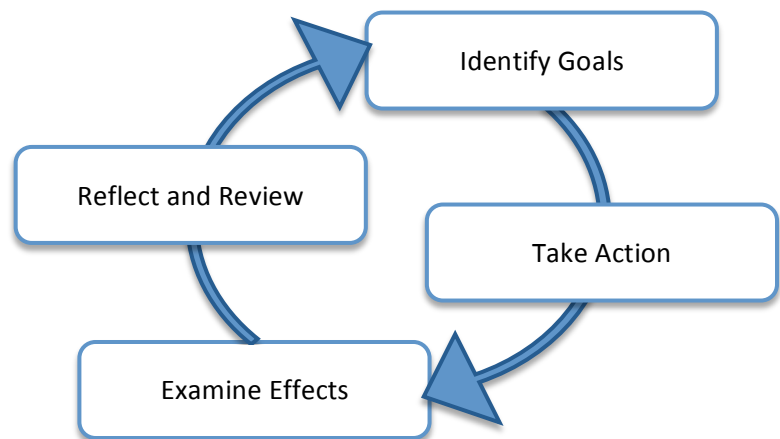 Identify Goals
Take Action
Examine Effects
Reflect and Review